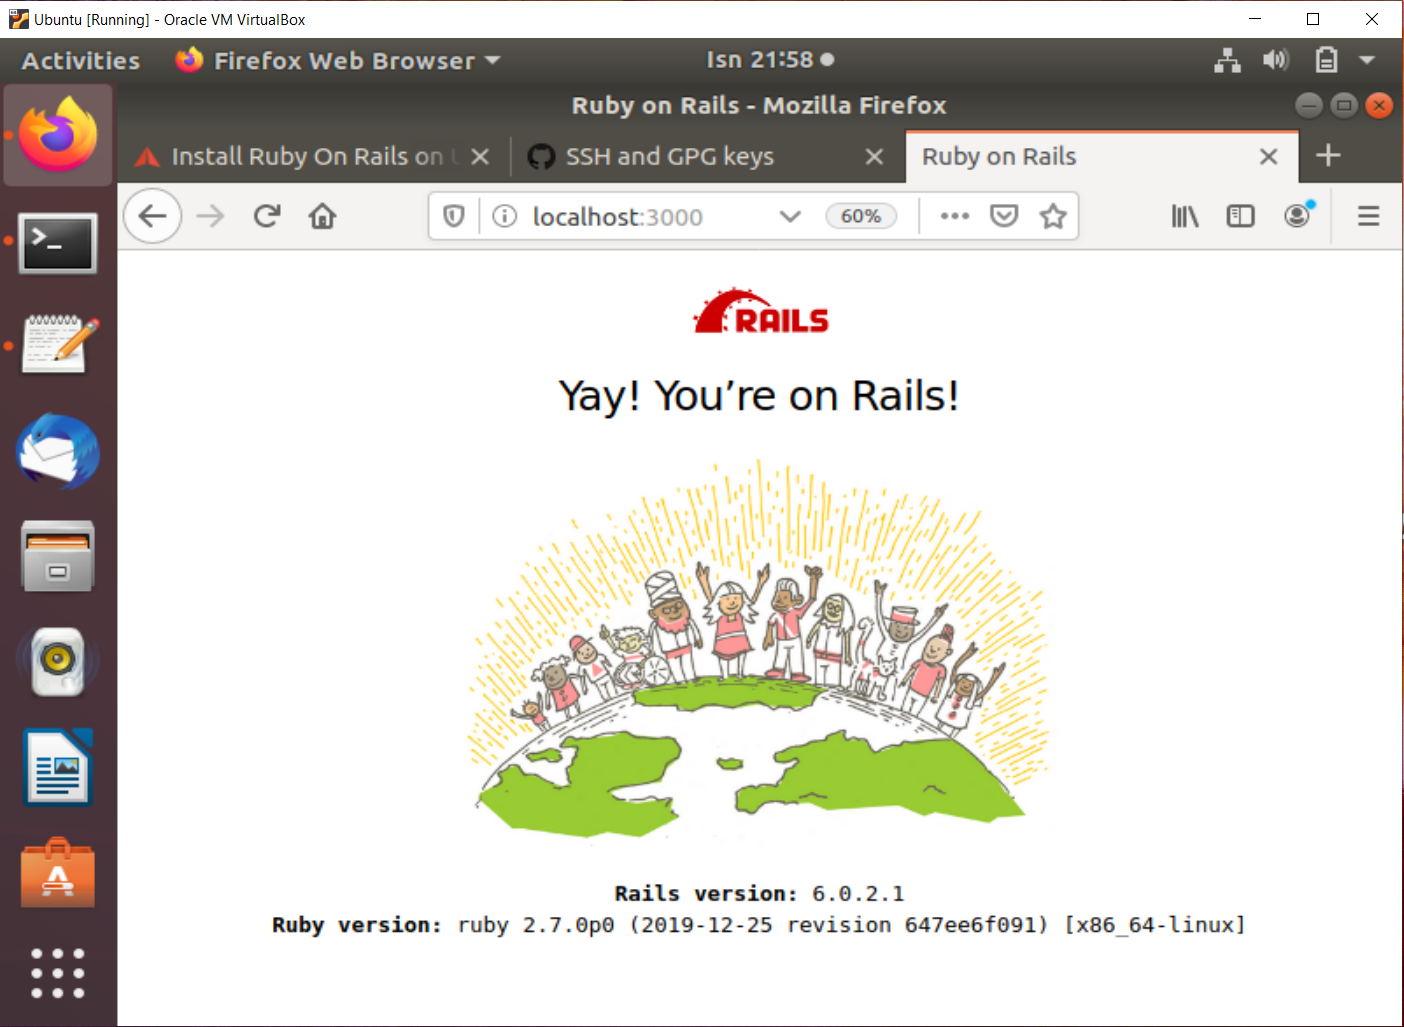 Ubuntu [Running] - Oracle VM VirtualBox
Activities Firefox Web Browser Isn 21:58
Ruby on Rails - Mozilla Firefox
Install Ruby On Rails on SSH and GPG keys Ruby on Rails
localhost:3000 60%
RAILS
Yay! You’re on Rails!
Rails version: 6.0.2.1
Ruby version: ruby 2.7.0p0 (2019-12-25 revision 647ee6f091) [x86_64-linux]